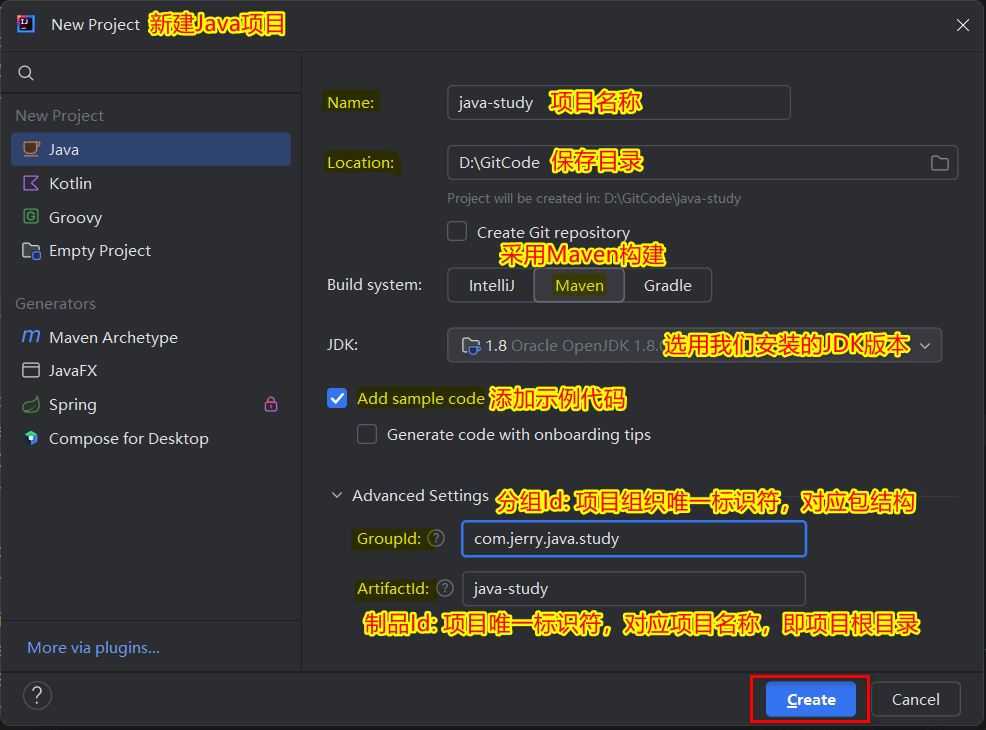 New Project 新建Java项目
New Project
Java
Kotlin
Groovy
Empty Project
Generators
Maven Archetype
JavaFX
Spring
Compose for Desktop
More via plugins...
Name: java-study 项目名称
Location: D:\GitCode 保存目录
Project will be created in: D:\GitCode\java-study
Create Git repository
采用Maven构建
Build system: IntelliJ Maven Gradle
JDK: 1.8 Oracle OpenJDK 1.8. 选用我们安装的JDK版本
Add sample code 添加示例代码
Generate code with onboarding tips
Advanced Settings 分组Id: 项目组织唯一标识符，对应包结构
GroupId: ? com.jerry.java.study
ArtifactId: ? java-study
制品Id: 项目唯一标识符，对应项目名称，即项目根目录
? Create Cancel